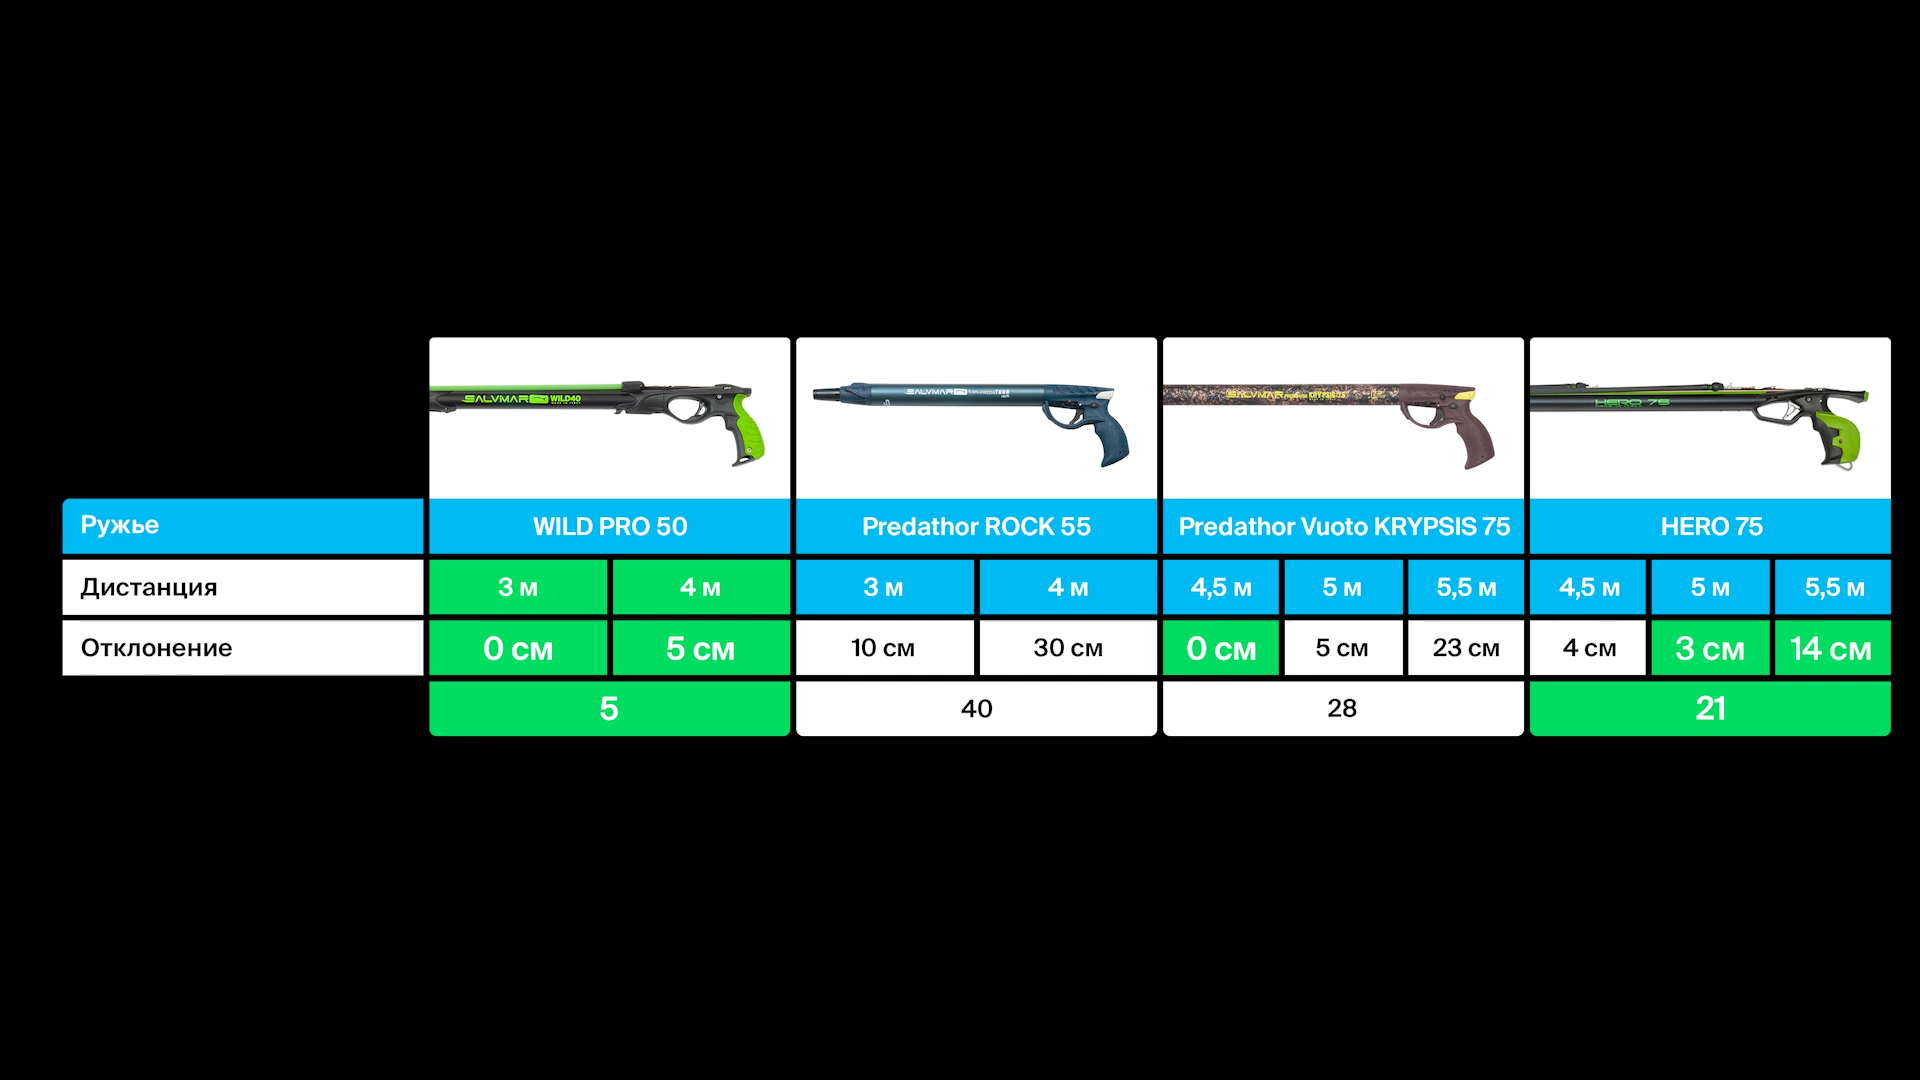 SALVMAR WILD40
SALVMAR
SALVMAR KRYPSIS 75
HERO 75
Ружье
WILD PRO 50
Predathor ROCK 55
Predathor Vuoto KRYPSIS 75
HERO 75
Дистанция
3 м
4 м
3 м
4 м
4,5 м
5 м
5,5 м
4,5 м
5 м
5,5 м
Отклонение
0 см
5 см
10 см
30 см
0 см
5 см
23 см
4 см
3 см
14 см
5
40
28
21